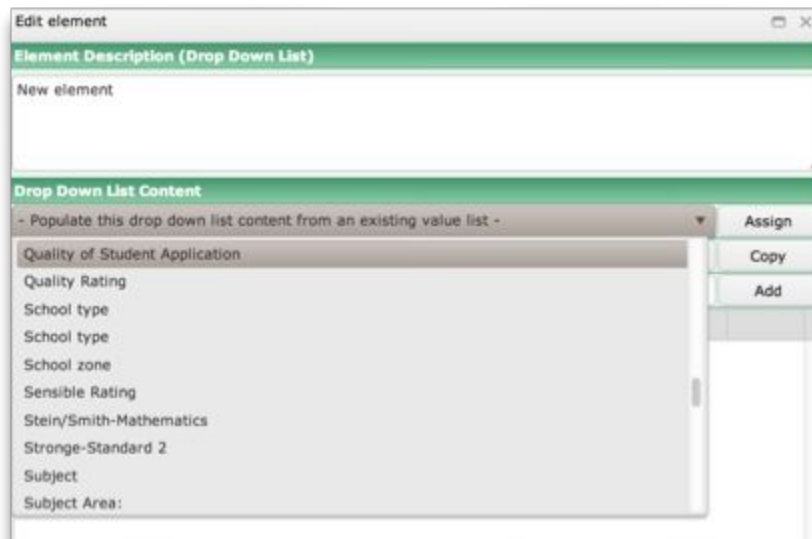 Edit element
Element Description (Drop Down List)
New element
Drop Down List Content
- Populate this drop down list content from an existing value list -
Assign
Quality of Student Application
Copy
Quality Rating
Add
School type
School type
School zone
Sensible Rating
Stein/Smith-Mathematics
Stronge-Standard 2
Subject
Subject Area: